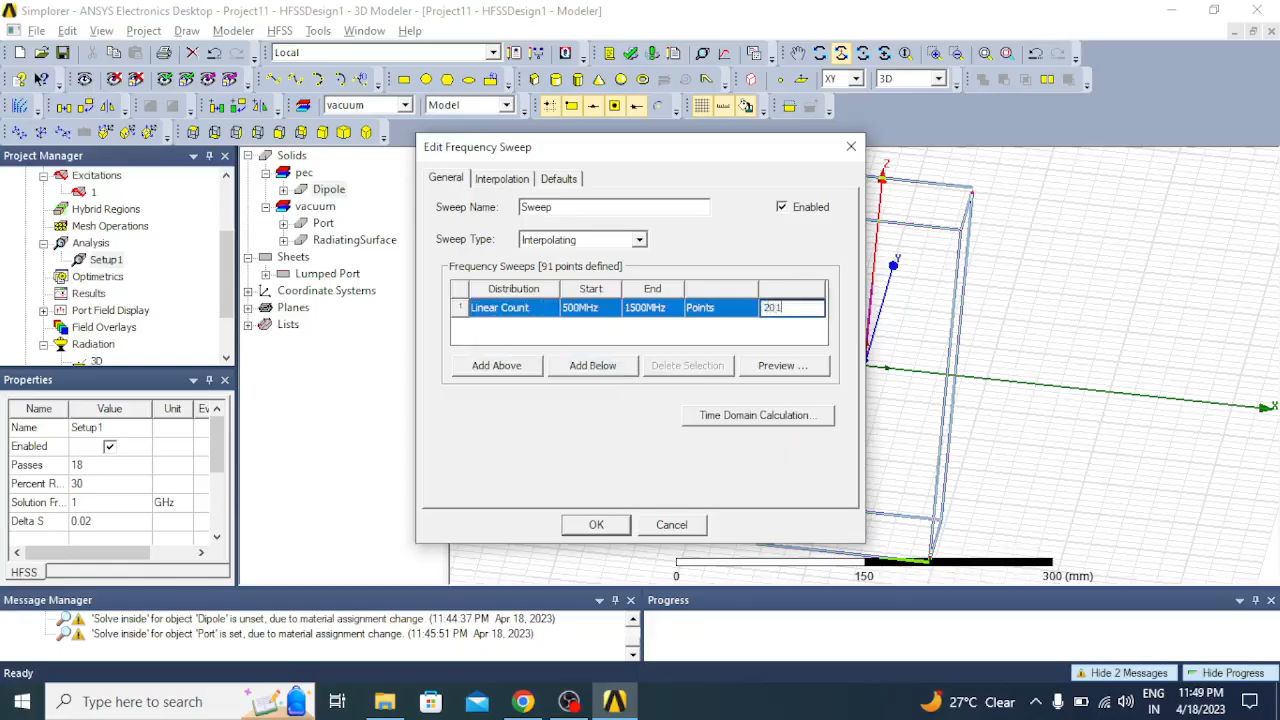 Simplorer - ANSYS Electronics Desktop - Project11 - HFSSDesign1 - 3D Modeler - [Project11 - HFSSDesign1 - Modeler]
File Edit View Project Draw Modeler HFSS Tools Window Help
Local
XY 3D
vacuum Model
Project Manager
Excitations
1
Hybrid Regions
Mesh Operations
Analysis
Setup1
Optimetrics
Results
Port Field Display
Field Overlays
Radiation
3D
Solids
pec
Dipole
vacuum
Port
RadiatingSurface
Sheets
Lumped Port
Coordinate Systems
Planes
Lists
Properties
Name Value Unit Ev
Setup1
Enabled
Passes 18
Percent R... 30
Solution Fr... 1 GHz
Delta S 0.02
HFSS
Edit Frequency Sweep
General Interpolation Defaults
Sweep Name: Sweep Enabled
Sweep Type: Interpolating
Frequency Sweeps [91 points defined]
Distribution Start End
1 Linear Count 500MHz 1500MHz Points 201
Add Above Add Below Delete Selection Preview ...
Time Domain Calculation...
OK Cancel
Z
Y
X
0 150 300 (mm)
Message Manager
'Solve inside' for object 'Dipole' is unset, due to material assignment change (11:44:37 PM Apr 18, 2023)
'Solve inside' for object 'Port' is set, due to material assignment change. (11:45:51 PM Apr 18, 2023)
Progress
Ready
Hide 2 Messages Hide Progress
Type here to search
27°C Clear
ENG
IN
11:49 PM
4/18/2023